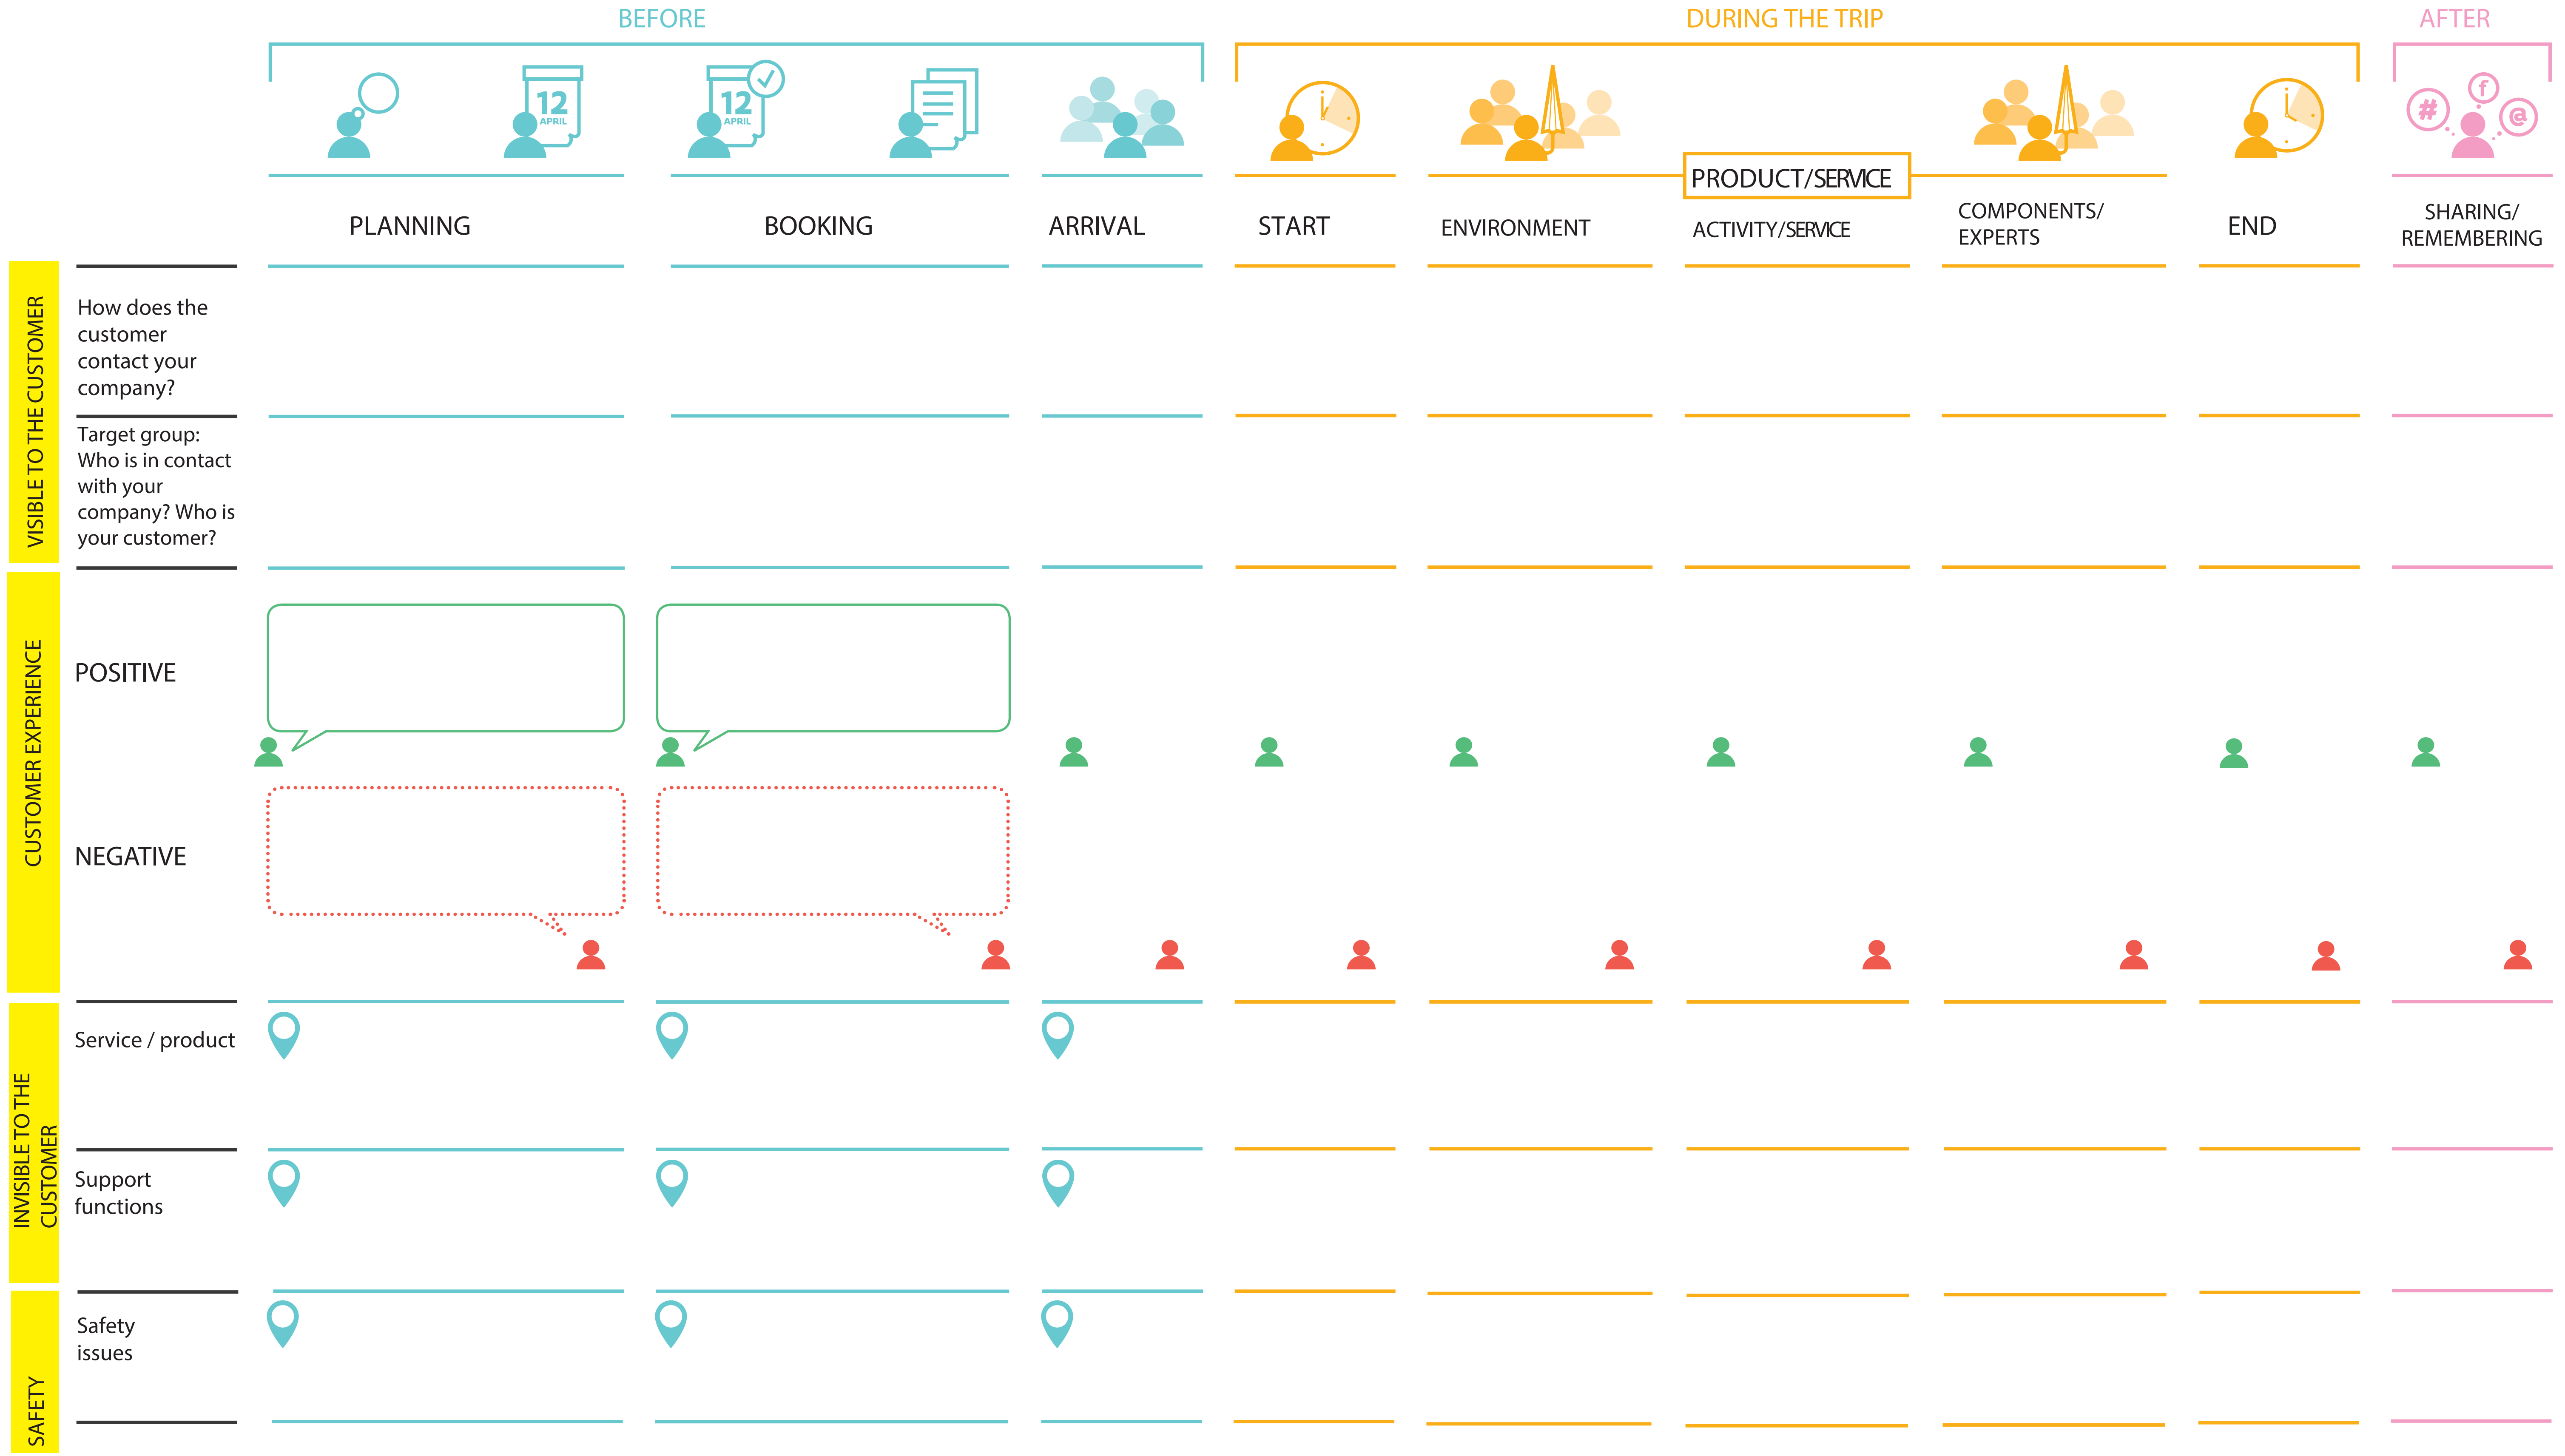 BEFORE
DURING THE TRIP
AFTER
12
APRIL
12
APRIL
#
f
@
PRODUCT/SERVICE
PLANNING
BOOKING
ARRIVAL
START
ENVIRONMENT
ACTIVITY/SERVICE
COMPONENTS/
EXPERTS
END
SHARING/
REMEMBERING
VISIBLE TO THE CUSTOMER
How does the
customer
contact your
company?
Target group:
Who is in contact
with your
company? Who is
your customer?
CUSTOMER EXPERIENCE
POSITIVE
NEGATIVE
INVISIBLE TO THE
CUSTOMER
Service / product
Support
functions
SAFETY
Safety
issues